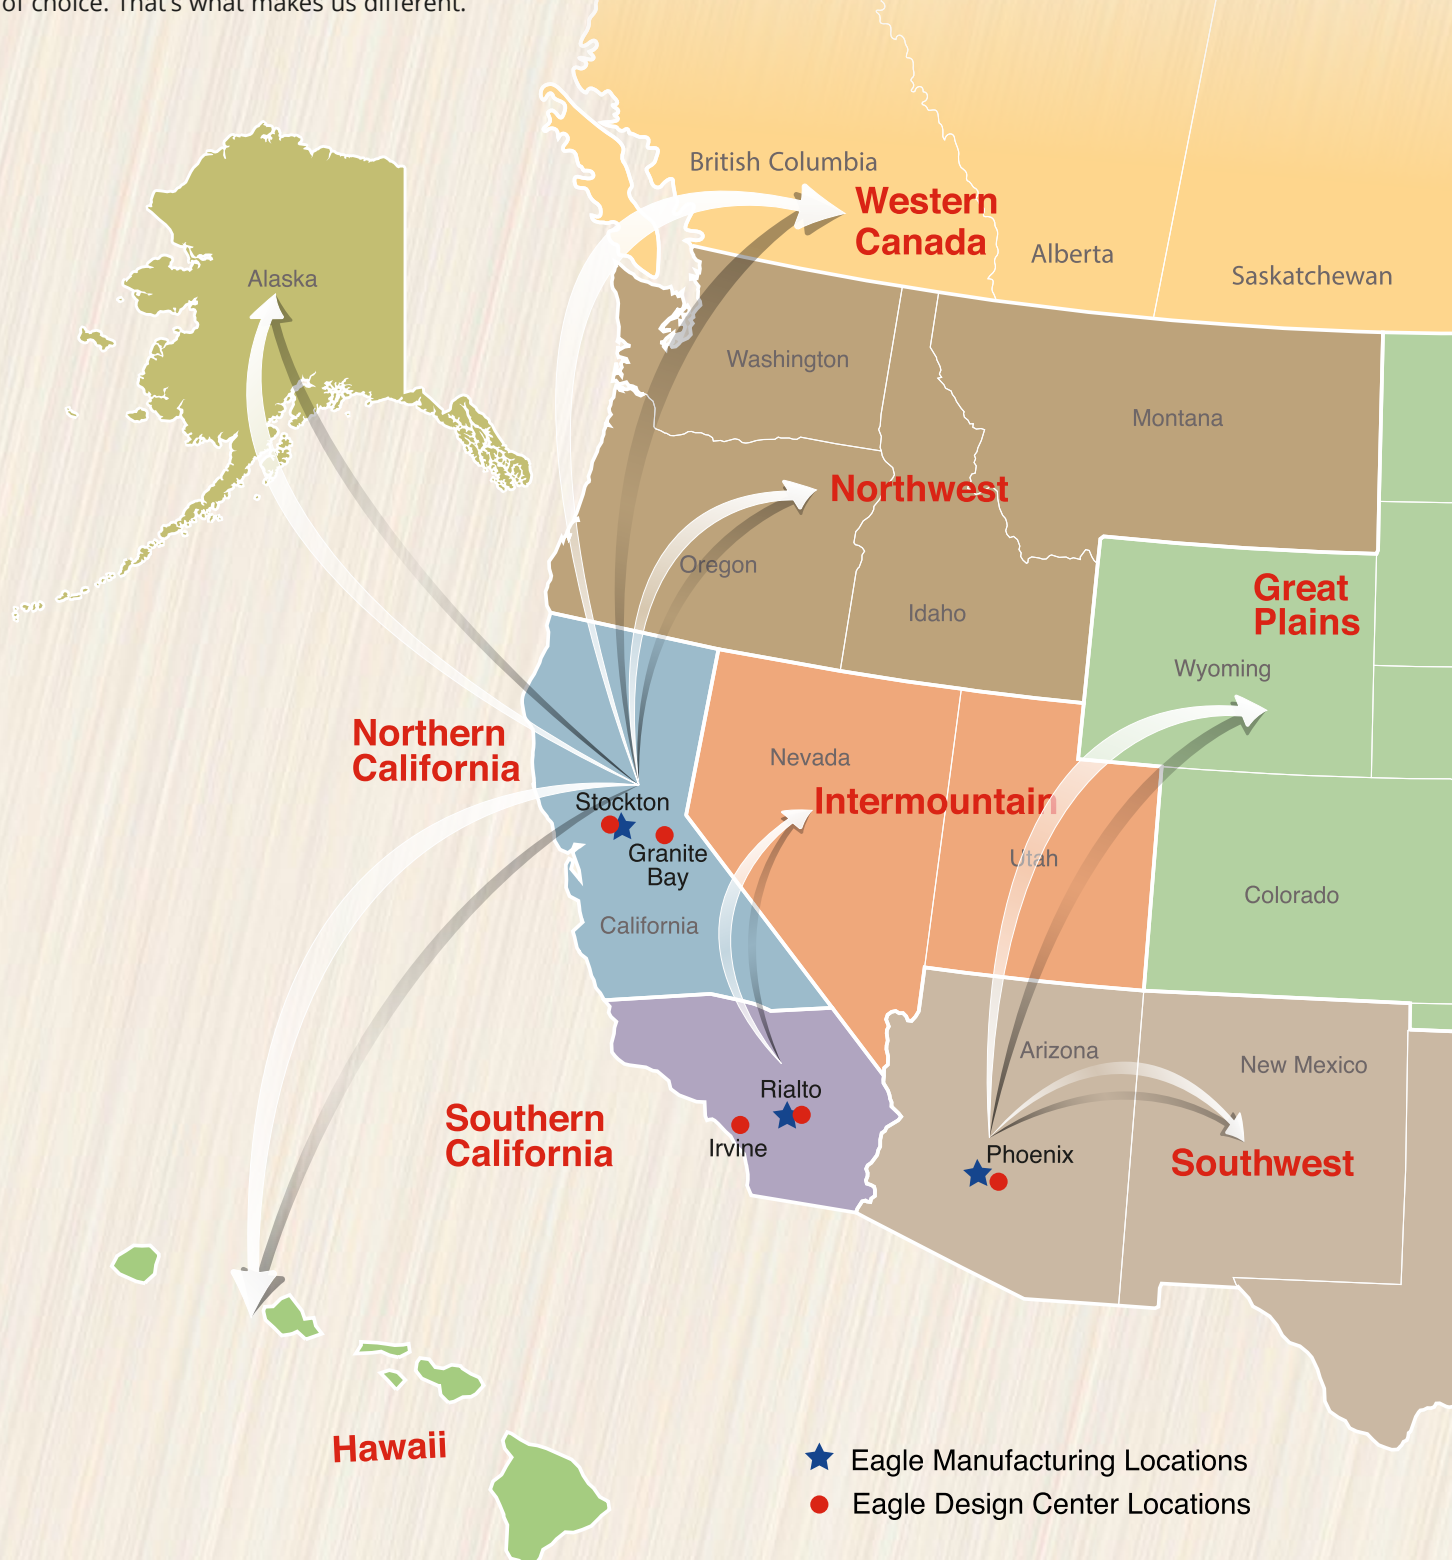 of choice. That's what makes us different.
British Columbia
Western
Canada
Alberta
Saskatchewan
Alaska
Washington
Montana
Northwest
Oregon
Idaho
Great
Plains
Wyoming
Northern
California
Nevada
Intermountain
Stockton
Granite
Bay
Utah
Colorado
California
Arizona
New Mexico
Rialto
Irvine
Southern
California
Phoenix
Southwest
Hawaii
Eagle Manufacturing Locations
Eagle Design Center Locations